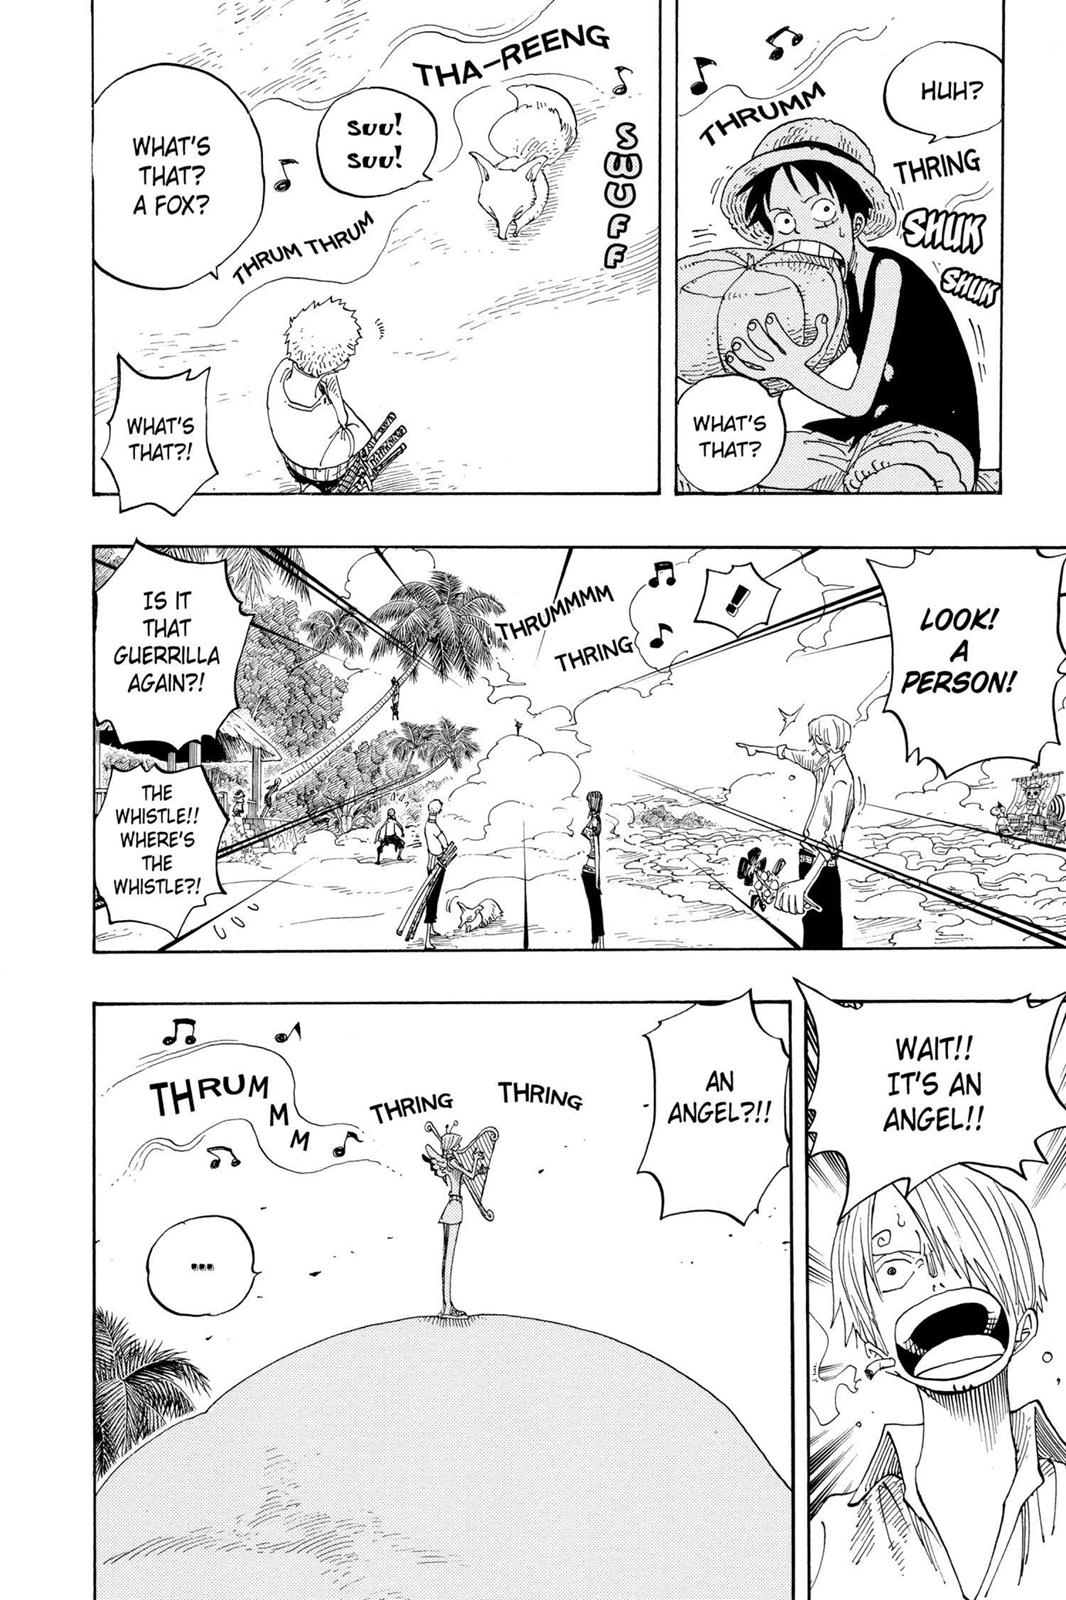 HUH?
THRUMM
THRING
SHUK
SHUK
WHAT'S
THAT?
THA-REENG
SUU!
SUU!
SWUFF
WHAT'S
THAT?
A FOX?
THRUM THRUM
WHAT'S
THAT?!
LOOK!
A
PERSON!
!
THRUMMMM
THRING
IS IT
THAT
GUERRILLA
AGAIN?!
THE
WHISTLE!!
WHERE'S
THE
WHISTLE?!
WAIT!!
IT'S AN
ANGEL!!
AN
ANGEL?!!
THRING
THRING
THRUMMM
...